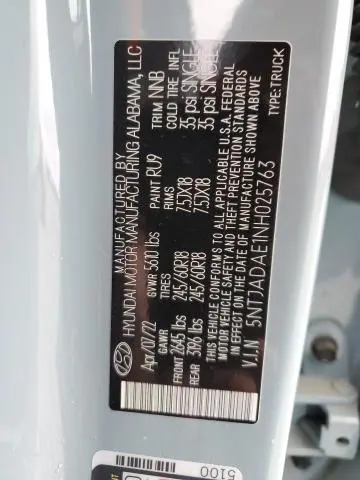 MANUFACTURED BY
HYUNDAI MOTOR MANUFACTURING ALABAMA, LLC
Apr/07/22 GVWR 5610 lbs PAINT RU9 TRIM NNB
GAWR TIRES RIMS COLD TIRE INFL
FRONT 2645 lbs 245/60R18 7.5JX18 35 psi SINGLE
REAR 3196 lbs 245/60R18 7.5JX18 35 psi SINGLE
THIS VEHICLE CONFORMS TO ALL APPLICABLE U.S.A. FEDERAL
MOTOR VEHICLE SAFETY AND THEFT PREVENTION STANDARDS
IN EFFECT ON THE DATE OF MANUFACTURE SHOWN ABOVE
V.I.N 5NTJADAE1NH025763 TYPE:TRUCK
5100